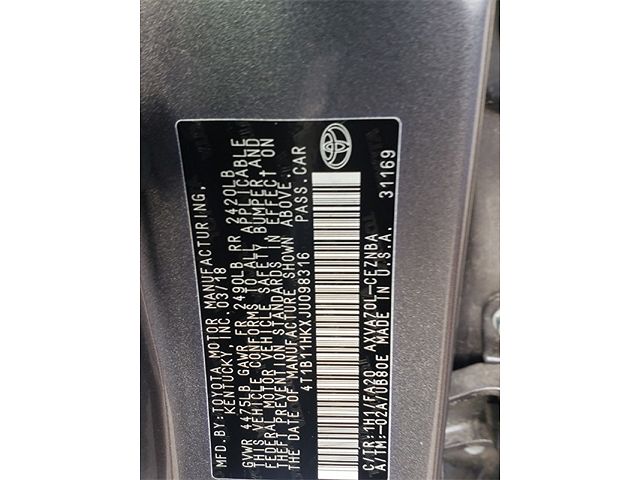 MFD.BY:TOYOTA MOTOR MANUFACTURING,
KENTUCKY, INC. 03/18
GVWR 4475LB GAWR FR 2490LB RR 2420LB
THIS VEHICLE CONFORMS TO ALL APPLICABLE
FEDERAL MOTOR VEHICLE SAFETY, BUMPER, AND
THEFT PREVENTION STANDARDS IN EFFECT ON
THE DATE OF MANUFACTURE SHOWN ABOVE.
4T1B11HKXJU098316 PASS.CAR
C/TR:1H1/FA20 AXVA70L-CEZNBA
A/TM:-02A/UB80E MADE IN U.S.A. 31169